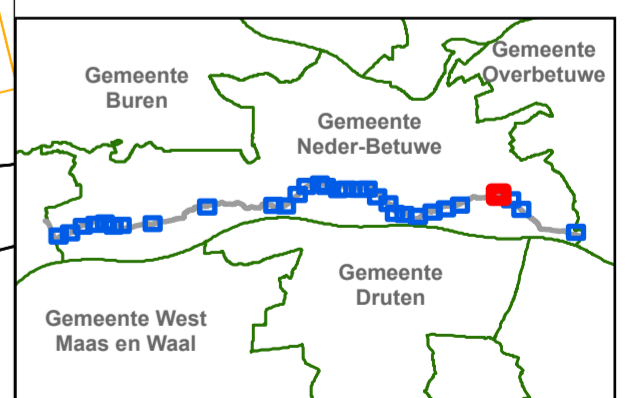 Gemeente
Overbetuwe
Gemeente
Buren
Gemeente
Neder-Betuwe
Gemeente
Druten
Gemeente West
Maas en Waal